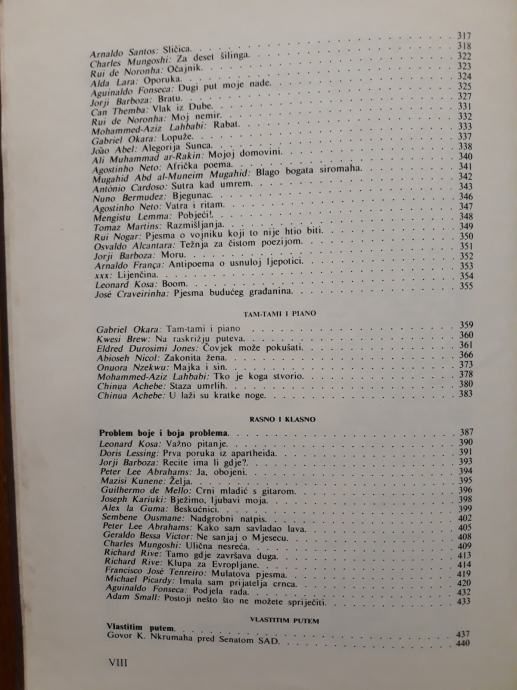 Arnaldo Santos: Sličica. 317
Charles Mungoshi: Za deset šilinga. 318
Rui de Noronha: Očajnik. 322
Alda Lara: Oporuka. 323
Aguinaldo Fonseca: Dugi put moje nade. 324
Jorji Barboza: Bratu. 325
Can Themba: Vlak iz Dube. 327
Rui de Noronha: Moj nemir. 331
Mohammed-Aziz Lahbabi: Rabat. 332
Gabriel Okara: Lopuže. 333
João Abel: Alegorija Sunca. 337
Ali Muhammad ar-Rakin: Mojoj domovini. 338
Agostinho Neto: Afrička poema. 340
Mugahid Abd al-Muncim Mugahid: Blago bogata siromaha. 341
António Cardoso: Sutra kad umrem. 342
Nuno Bermudez: Bjegunac. 343
Agostinho Neto: Vatra i ritam. 346
Mengistu Lemma: Pobjeći!. 347
Tomaz Martins: Razmišljanja. 348
Rui Nogar: Pjesma o vojniku koji to nije htio biti. 349
Osvaldo Alcantara: Težnja za čistom poezijom. 350
Jorji Barboza: Moru. 351
Arnaldo França: Antipoema o usnuloj ljepotici. 352
xxx: Lijenčina. 353
Leonard Kosa: Boom. 354
José Craveirinha: Pjesma budućeg građanina. 355
TAM-TAMI I PIANO
Gabriel Okara: Tam-tami i piano 359
Kwesi Brew: Na raskrižju puteva. 360
Eldred Durosimi Jones: Čovjek može pokušati. 361
Abioseh Nicol: Zakonita žena. 366
Onuora Nzekwu: Majka i sin. 373
Mohammed-Aziz Lahbabi: Tko je koga stvorio. 378
Chinua Achebe: Staza umrlih. 380
Chinua Achebe: U laži su kratke noge. 383
RASNO I KLASNO
Problem boje i boja problema. 387
Leonard Kosa: Važno pitanje. 390
Doris Lessing: Prva poruka iz apartheida. 391
Jorji Barboza: Recite ima li gdje?. 393
Peter Lee Abrahams: Ja, obojeni. 394
Mazisi Kunene: Želja. 395
Guilhermo de Mello: Crni mladić s gitarom. 396
Joseph Kariuki: Bježimo, ljubavi moja. 398
Alex la Guma: Beskućnici. 399
Sembene Ousmane: Nadgrobni natpis. 402
Peter Lee Abrahams: Kako sam savladao lava. 405
Geraldo Bessa Victor: Ne sanjaj o Mjesecu. 408
Charles Mungoshi: Ulična nesreća. 409
Richard Rive: Tamo gdje završava duga. 413
Richard Rive: Klupa za Evropljane. 414
Francisco José Tenreiro: Mulatova pjesma. 419
Michael Picardy: Imala sam prijatelja crnca. 420
Aguinaldo Fonseca: Podjela rada. 432
Adam Small: Postoji nešto što ne možete spriječiti. 433
VLASTITIM PUTEM
Vlastitim putem. 437
Govor K. Nkrumaha pred Senatom SAD. 440
VIII